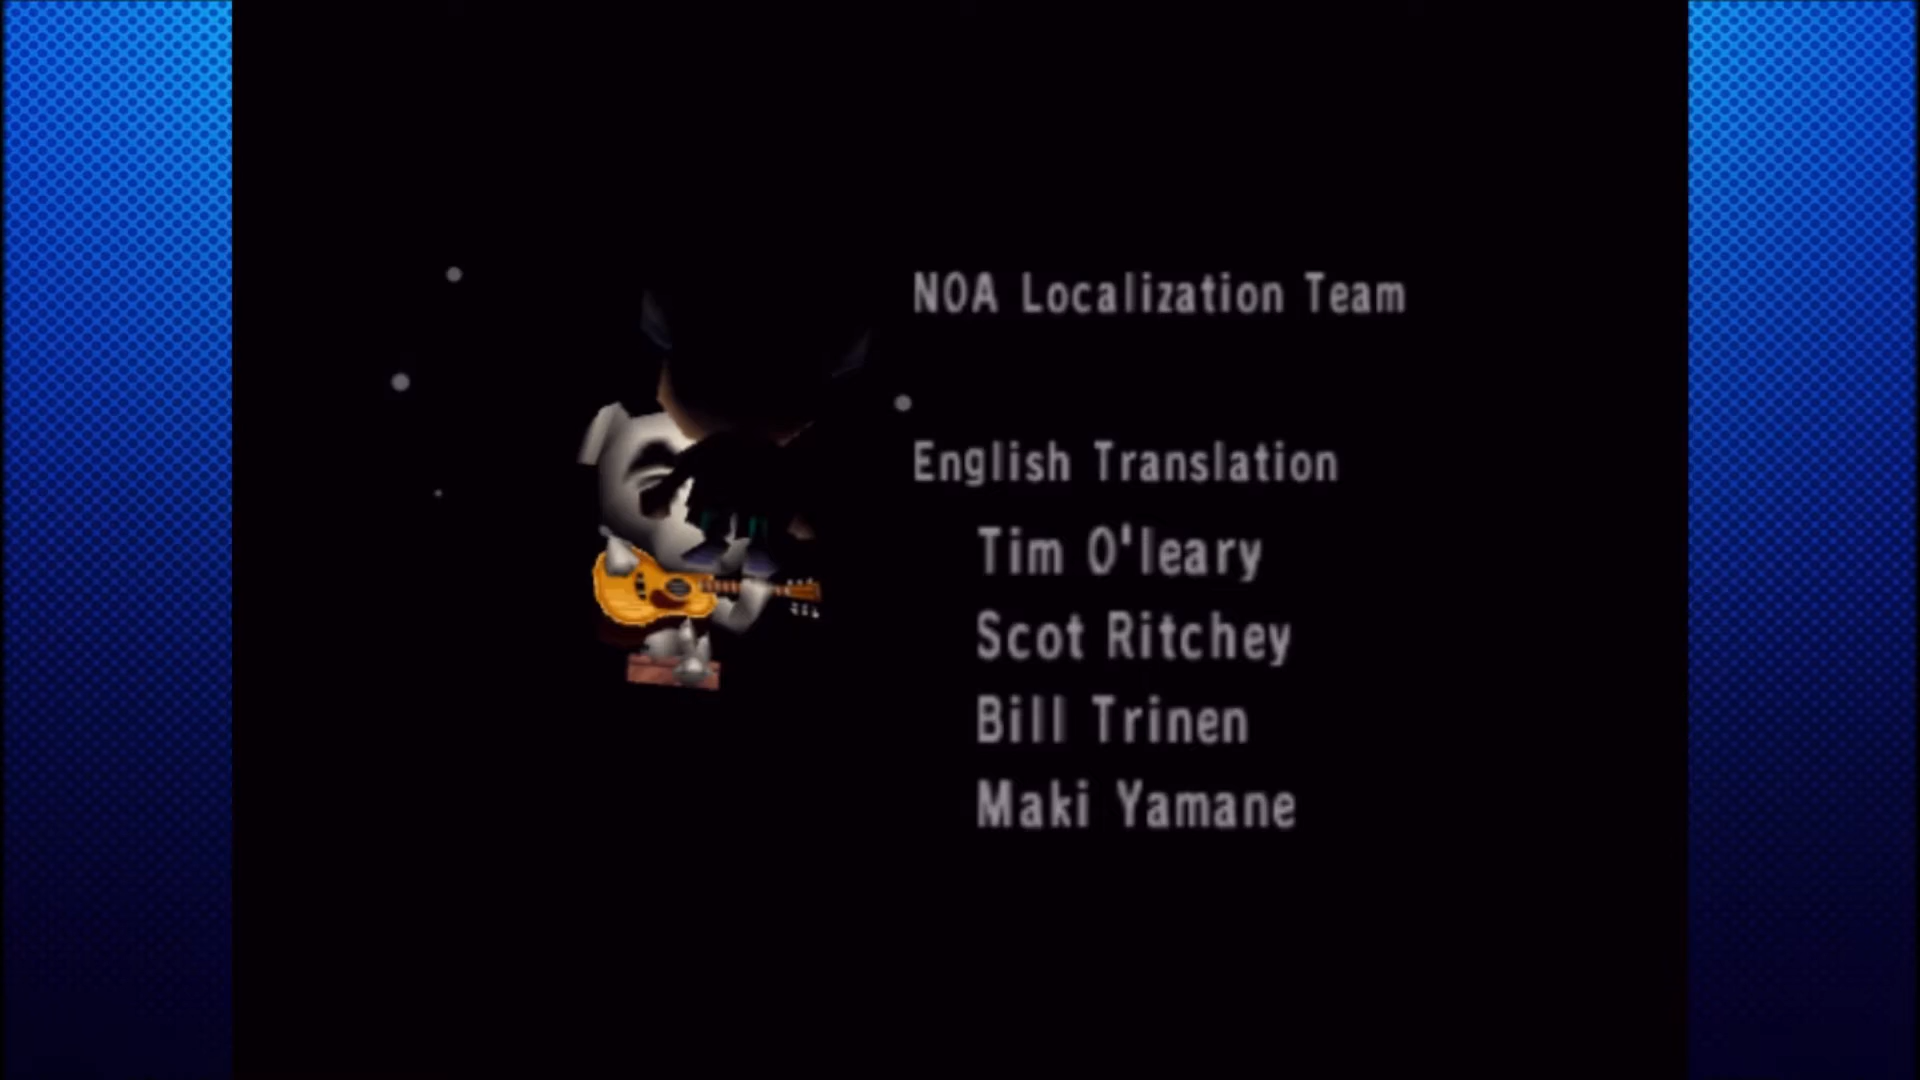 NOA Localization Team
English Translation
Tim O'leary
Scot Ritchey
Bill Trinen
Maki Yamane